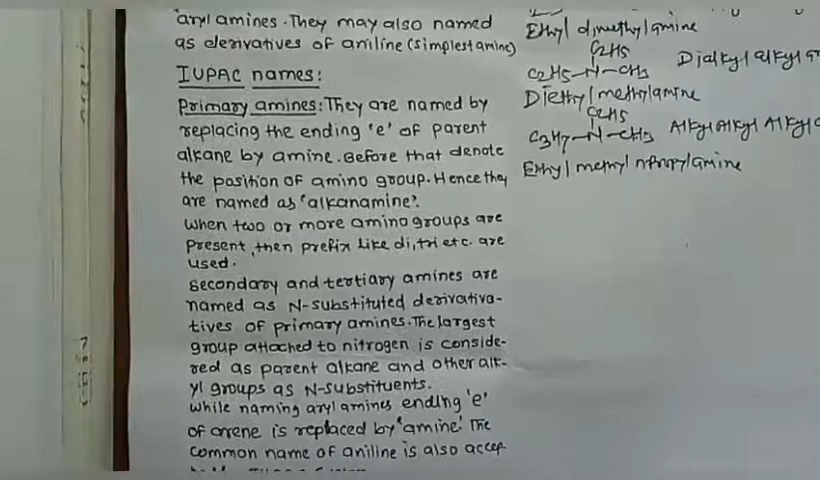 aryl amines. They may also named
as derivatives of aniline (simplest amine)
IUPAC names:
Primary amines: They are named by
replacing the ending 'e' of parent
alkane by amine. Before that denote
the position of amino group. Hence they
are named as 'alkanamine'.
When two or more amino groups are
present, then prefix like di, tri etc. are
used.
Secondary and tertiary amines are
named as N-substituted derivativa-
tives of primary amines. The largest
group attached to nitrogen is conside-
red as parent alkane and other alk-
yl groups as N-substituents.
While naming aryl amines ending 'e'
of arene is replaced by 'amine'. The
common name of aniline is also accep-
Ethyl dimethylamine
C2H5
C2H5-N-CH3 Dialkyl alkyl
Diethyl methylamine
C2H5
C3H7-N-CH3 Alkyl Alkyl Alkyl
Ethyl methyl npropylamine